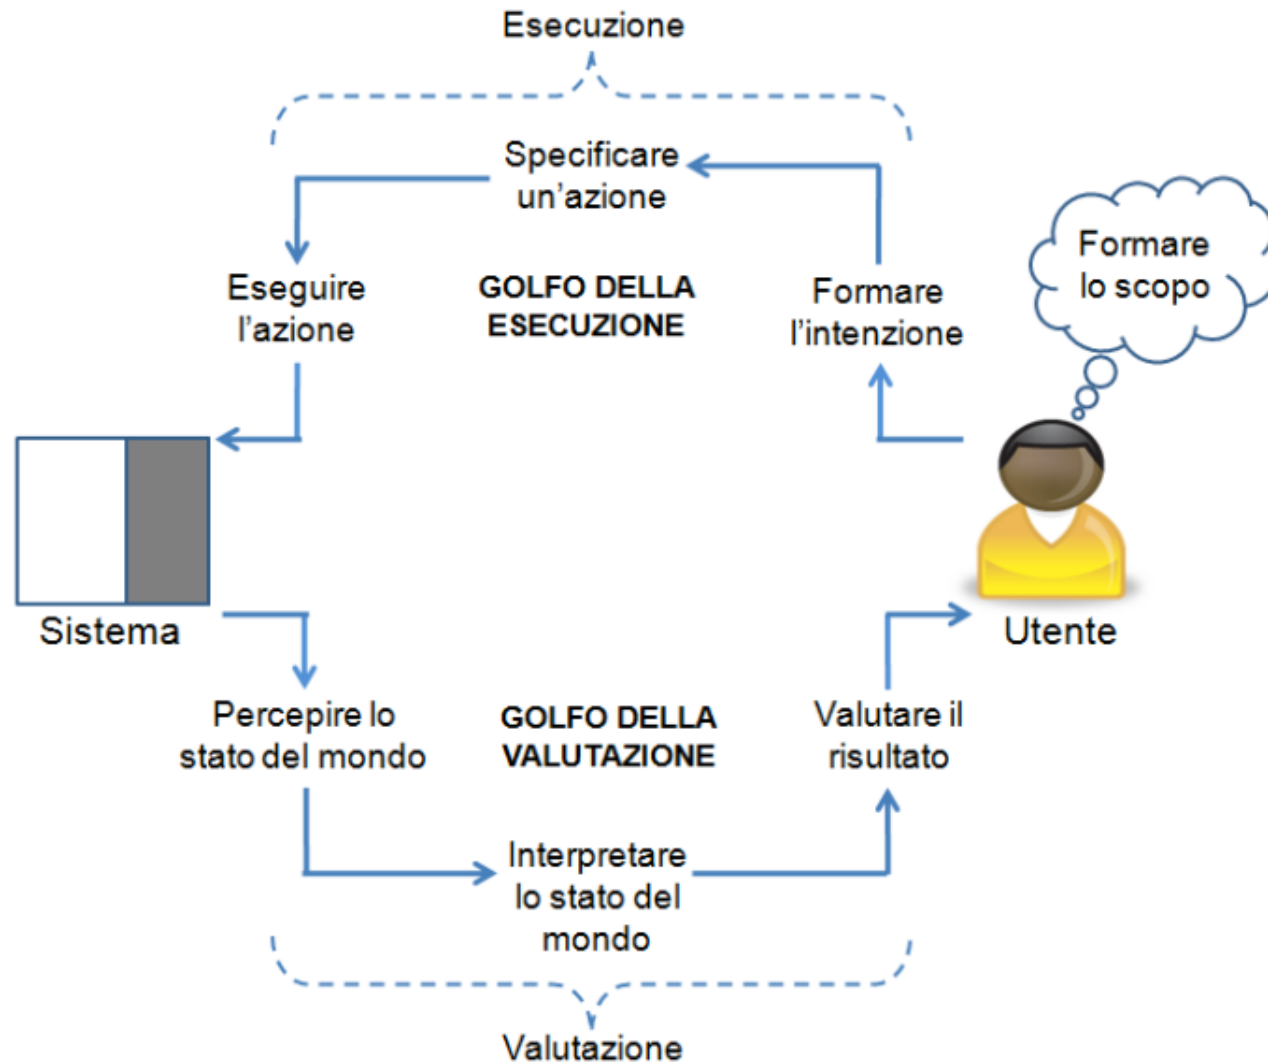 Esecuzione
Specificare
un’azione
Formare
lo scopo
Eseguire
l’azione
GOLFO DELLA
ESECUZIONE
Formare
l’intenzione
Sistema
Utente
Percepire lo
stato del mondo
GOLFO DELLA
VALUTAZIONE
Valutare il
risultato
Interpretare
lo stato del
mondo
Valutazione